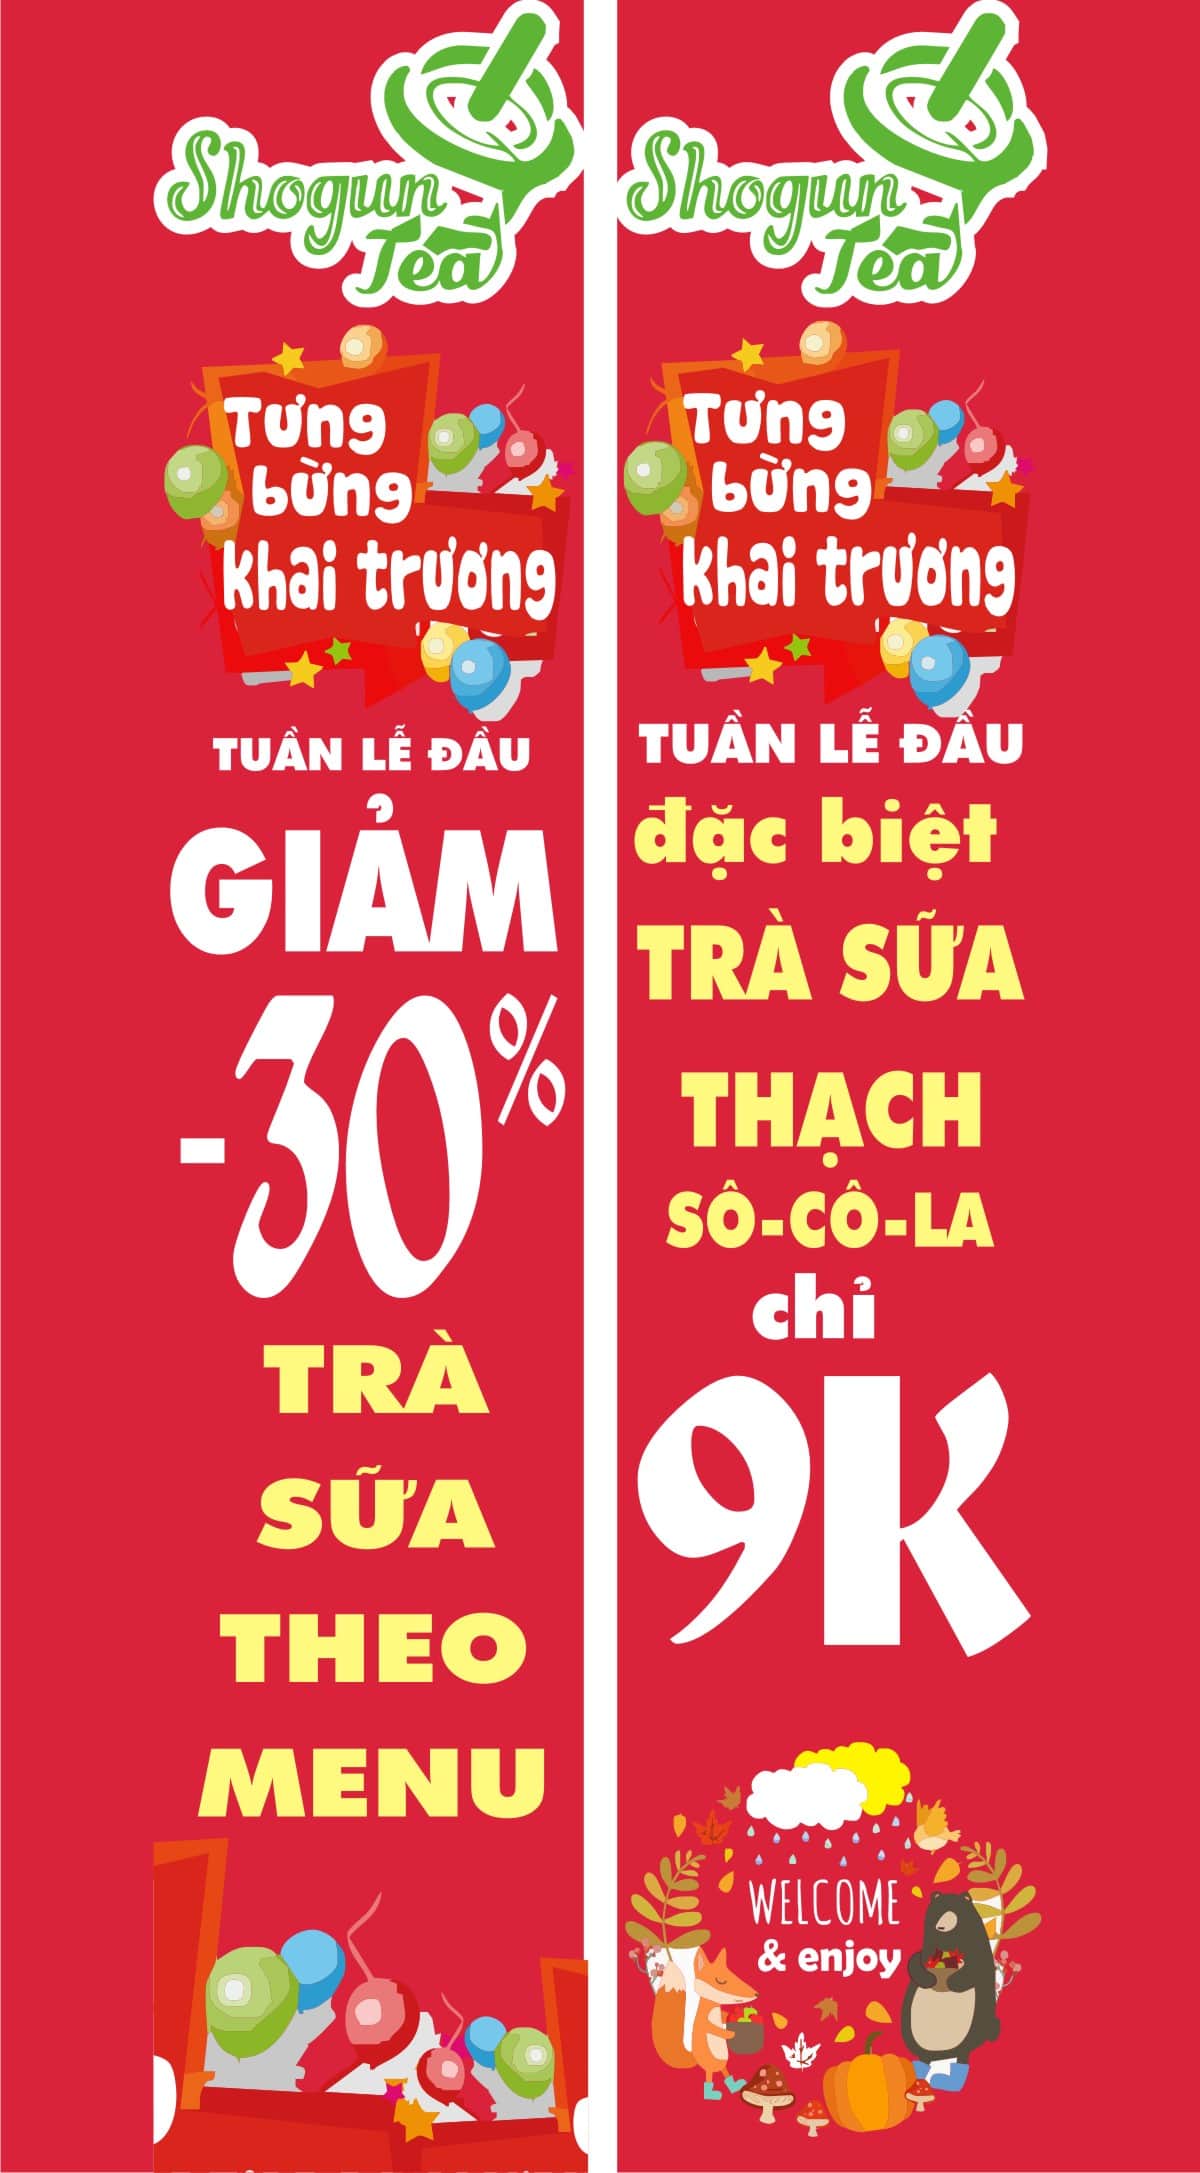 Shogun
Tea
Tưng
bừng
khai trương
TUẦN LỄ ĐẦU
GIẢM
-30%
TRÀ
SỮA
THEO
MENU
Shogun
Tea
Tưng
bừng
khai trương
TUẦN LỄ ĐẦU
đặc biệt
TRÀ SỮA
THẠCH
SÔ-CÔ-LA
chỉ
9K
WELCOME
& enjoy